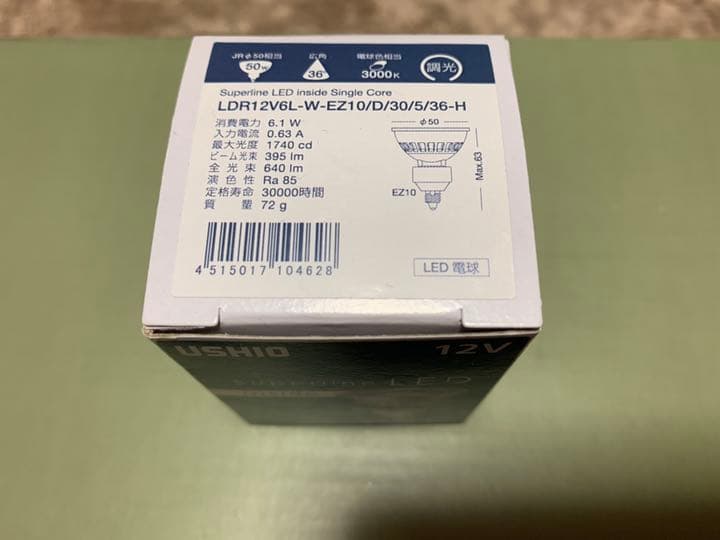 JRφ50相当 広角 電球色相当
50W 36° 3000K 調光
Superline LED inside Single Core
LDR12V6L-W-EZ10/D/30/5/36-H
消費電力 6.1 W
入力電流 0.63 A
最大光度 1740 cd
ビーム光束 395 lm
全光束 640 lm
演色性 Ra 85
定格寿命 30000時間
質量 72 g
φ50
Max.63
EZ10
4 515017 104628
LED 電球
USHIO 12V
superline LED